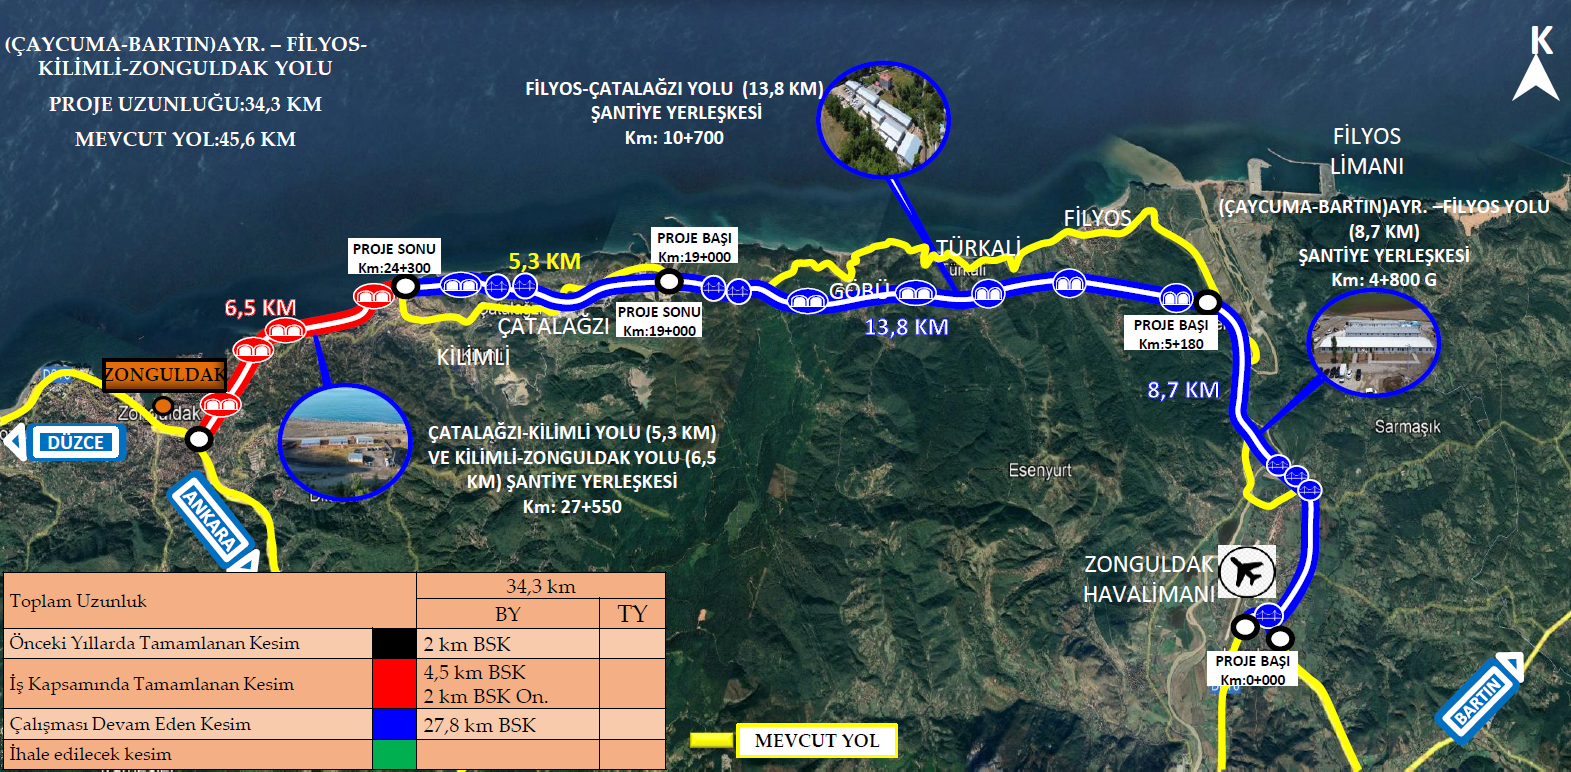 (ÇAYCUMA-BARTIN)AYR. – FİLYOS-
KİLİMLİ-ZONGULDAK YOLU
PROJE UZUNLUĞU:34,3 KM
MEVCUT YOL:45,6 KM
FİLYOS-ÇATALAĞZI YOLU (13,8 KM)
ŞANTİYE YERLEŞKESİ
Km: 10+700
K
FİLYOS
LİMANI
(ÇAYCUMA-BARTIN)AYR. –FİLYOS YOLU
(8,7 KM)
ŞANTİYE YERLEŞKESİ
Km: 4+800 G
FİLYOS
TÜRKALİ
Türkali
GÖBÜ
13,8 KM
PROJE BAŞI
Km:19+000
PROJE SONU
Km:19+000
PROJE SONU
Km:24+300
5,3 KM
ÇATALAĞZI
KİLİMLİ
6,5 KM
PROJE BAŞI
Km:5+180
8,7 KM
ZONGULDAK
Zonguldak
DÜZCE
ANKARA
ÇATALAĞZI-KİLİMLİ YOLU (5,3 KM)
VE KİLİMLİ-ZONGULDAK YOLU (6,5
KM) ŞANTİYE YERLEŞKESİ
Km: 27+550
Sarmaşık
Esenyurt
ZONGULDAK
HAVALİMANI
PROJE BAŞI
Km:0+000
BARTIN
MEVCUT YOL
Toplam Uzunluk
34,3 km
BY TY
Önceki Yıllarda Tamamlanan Kesim 2 km BSK
İş Kapsamında Tamamlanan Kesim 4,5 km BSK
2 km BSK On.
Çalışması Devam Eden Kesim 27,8 km BSK
İhale edilecek kesim